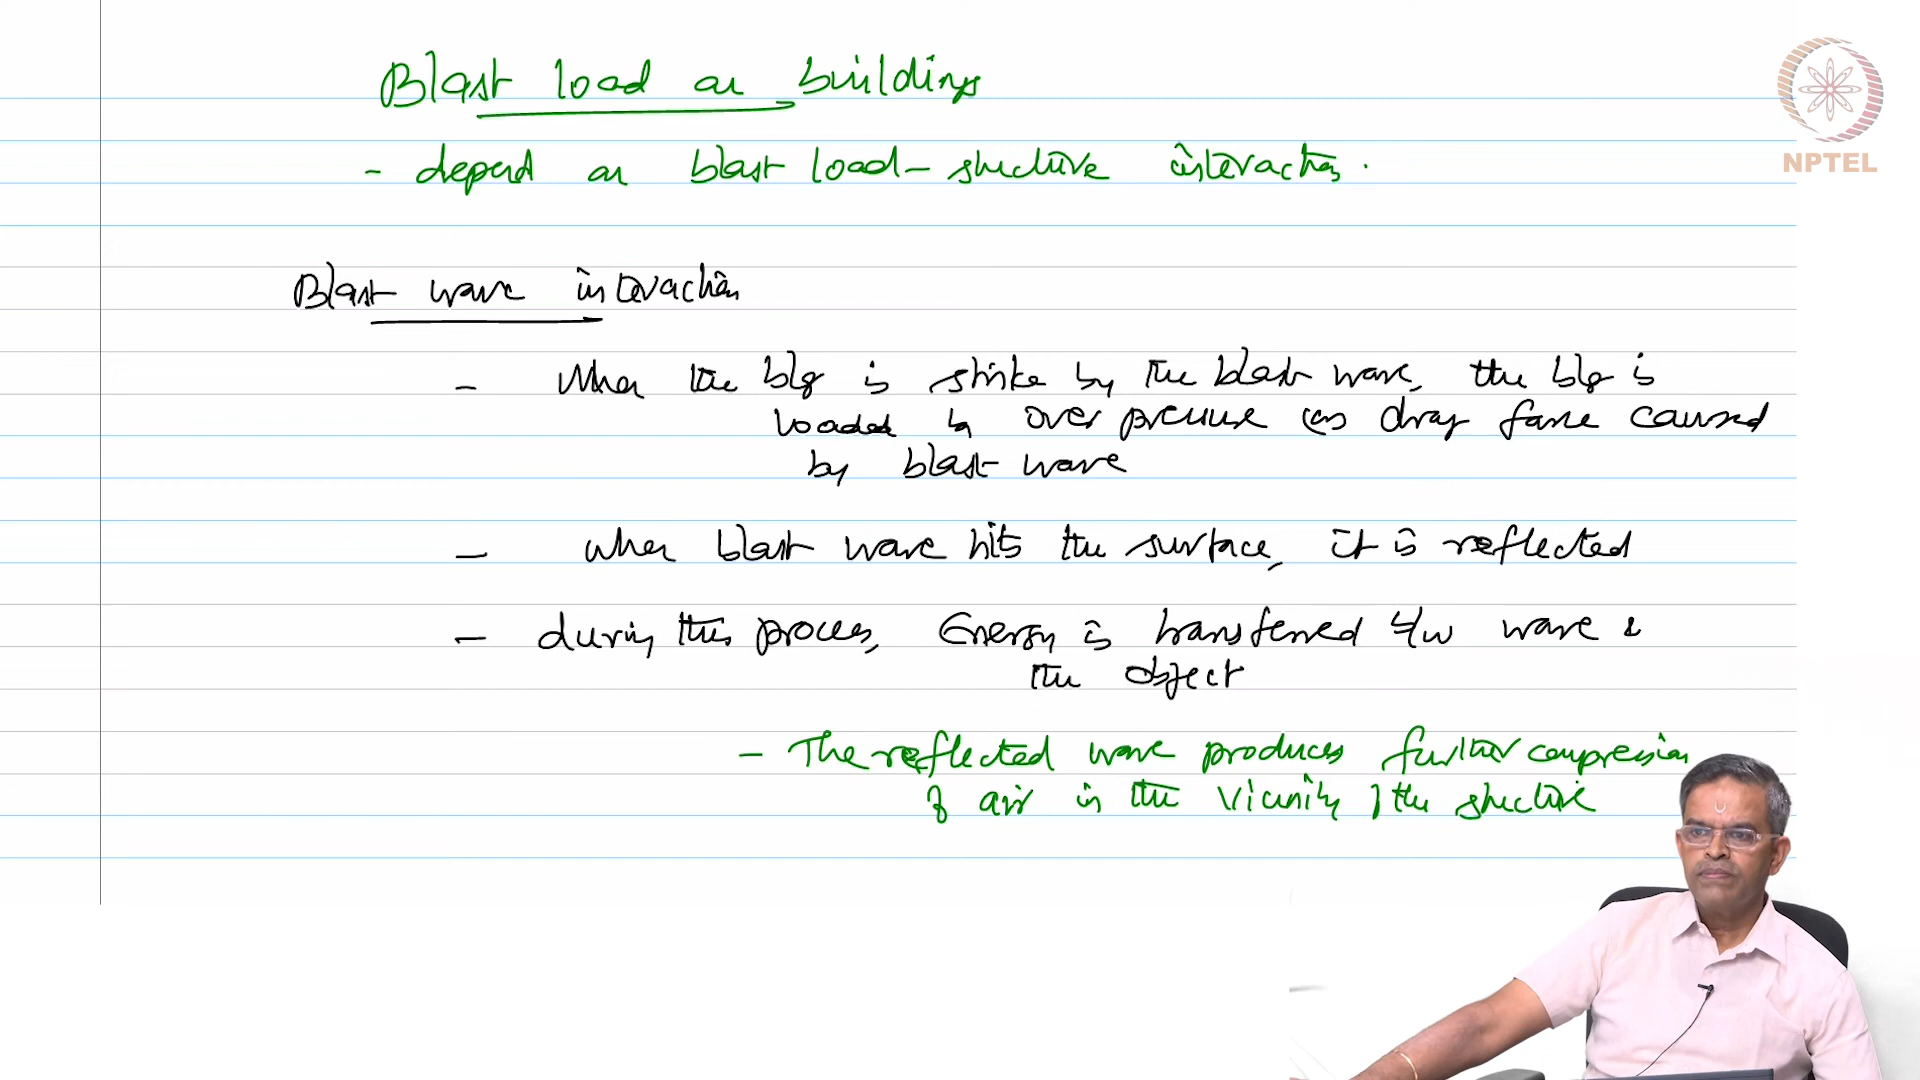 Blast load on buildings
NPTEL
- depend on blast load - structure interaction.
Blast wave interaction
- When the bldg is strike by the blast wave, the bldg is
loaded by over pressure (or) drag force caused
by blast wave
- when blast wave hits the surface, it is reflected
- during this process, Energy is transferred b/w wave &
the object
- The reflected wave produces further compression
of air in the vicinity of the structure